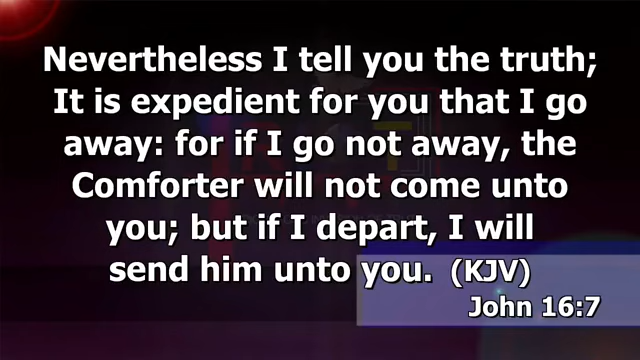 Nevertheless I tell you the truth;
It is expedient for you that I go
away: for if I go not away, the
Comforter will not come unto
you; but if I depart, I will
send him unto you. (KJV)
John 16:7